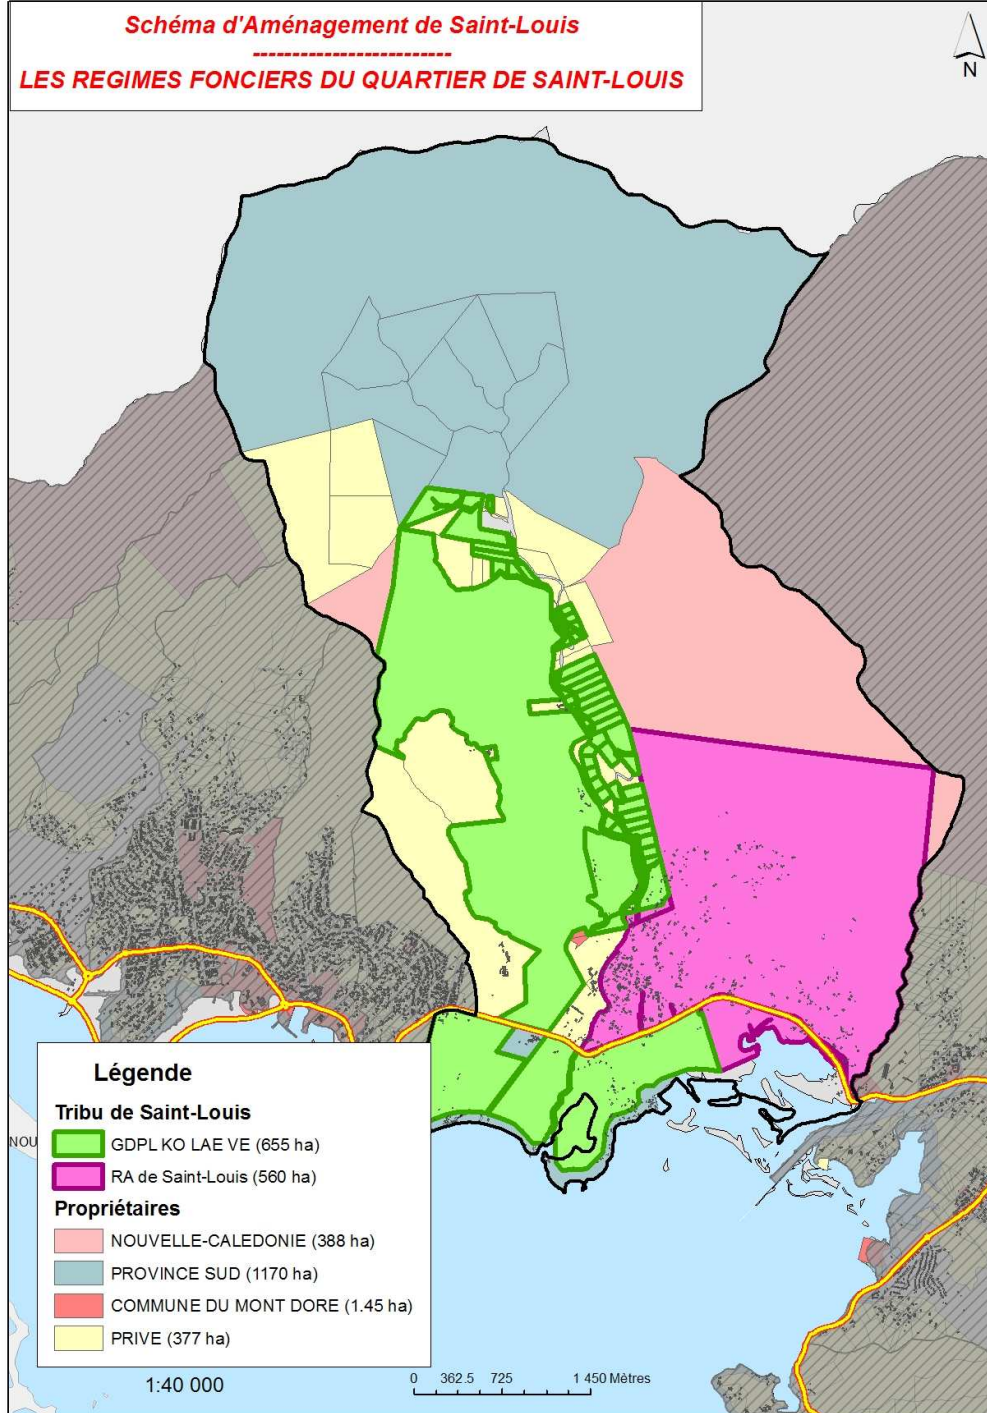 Schéma d'Aménagement de Saint-Louis
-------------------------
LES REGIMES FONCIERS DU QUARTIER DE SAINT-LOUIS
N
NOU
Légende
Tribu de Saint-Louis
GDPL KO LAE VE (655 ha)
RA de Saint-Louis (560 ha)
Propriétaires
NOUVELLE-CALEDONIE (388 ha)
PROVINCE SUD (1170 ha)
COMMUNE DU MONT DORE (1.45 ha)
PRIVE (377 ha)
1:40 000
0 362.5 725 1 450 Mètres